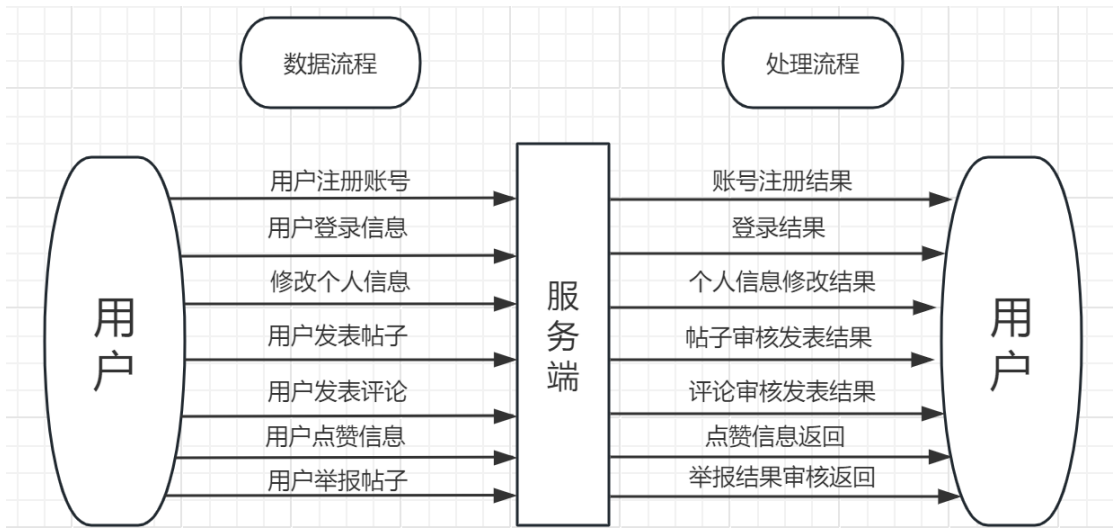 数据流程
处理流程
用户
用户注册账号
用户登录信息
修改个人信息
用户发表帖子
用户发表评论
用户点赞信息
用户举报帖子
服务端
账号注册结果
登录结果
个人信息修改结果
帖子审核发表结果
评论审核发表结果
点赞信息返回
举报结果审核返回
用户